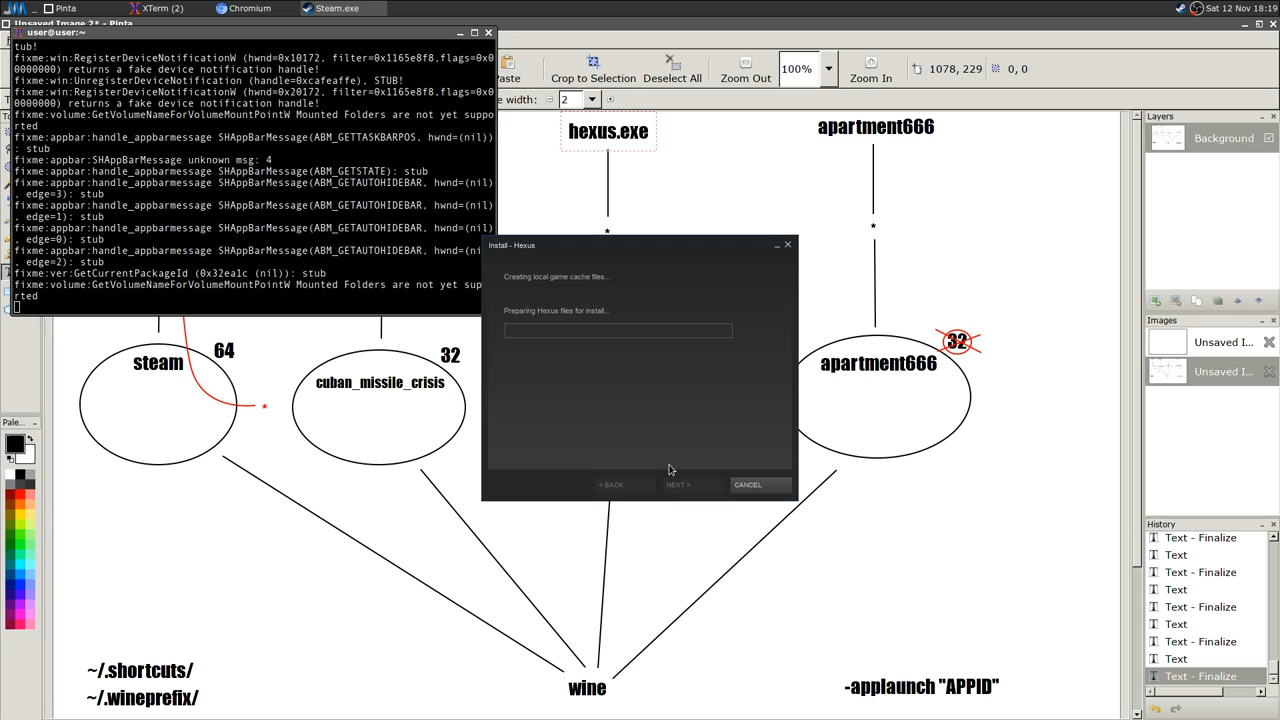 Pinta
XTerm (2)
Chromium
Steam.exe
Sat 12 Nov 18:19
Unsaved Image 2* - Pinta
user@user:~
tub!
fixme:win:RegisterDeviceNotificationW (hwnd=0x10172, filter=0x1165e8f8,flags=0x0
0000000) returns a fake device notification handle!
fixme:win:UnregisterDeviceNotification (handle=0xcafeaffe), STUB!
fixme:win:RegisterDeviceNotificationW (hwnd=0x20172, filter=0x1165e8f8,flags=0x0
0000000) returns a fake device notification handle!
fixme:volume:GetVolumeNameForVolumeMountPointW Mounted Folders are not yet suppo
rted
fixme:appbar:handle_appbarmessage SHAppBarMessage(ABM_GETTASKBARPOS, hwnd=(nil))
: stub
fixme:appbar:SHAppBarMessage unknown msg: 4
fixme:appbar:handle_appbarmessage SHAppBarMessage(ABM_GETSTATE): stub
fixme:appbar:handle_appbarmessage SHAppBarMessage(ABM_GETAUTOHIDEBAR, hwnd=(nil)
, edge=3): stub
fixme:appbar:handle_appbarmessage SHAppBarMessage(ABM_GETAUTOHIDEBAR, hwnd=(nil)
, edge=1): stub
fixme:appbar:handle_appbarmessage SHAppBarMessage(ABM_GETAUTOHIDEBAR, hwnd=(nil)
, edge=0): stub
fixme:appbar:handle_appbarmessage SHAppBarMessage(ABM_GETAUTOHIDEBAR, hwnd=(nil)
, edge=2): stub
fixme:ver:GetCurrentPackageId (0x32ea1c (nil)): stub
fixme:volume:GetVolumeNameForVolumeMountPointW Mounted Folders are not yet sup
rted
Paste
Crop to Selection
Deselect All
Zoom Out
100%
Zoom In
1078, 229
0, 0
e width:
2
hexus.exe
*
apartment666
*
Install - Hexus
Creating local game cache files...
Preparing Hexus files for install...
< BACK
NEXT >
CANCEL
steam
64
*
cuban_missile_crisis
32
apartment666
32
~/.shortcuts/
~/.wineprefix/
wine
-applaunch "APPID"
Pale...
Layers
Background
Images
Unsaved I...
Unsaved I...
History
Text - Finalize
Text
Text - Finalize
Text
Text - Finalize
Text
Text - Finalize
Text
Text - Finalize